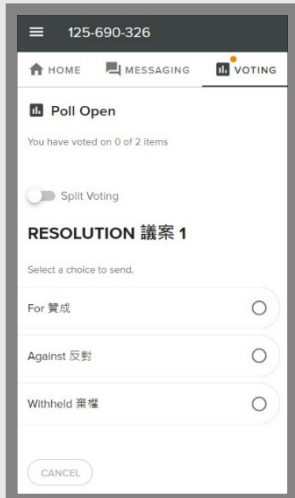 125-690-326
HOME MESSAGING VOTING
Poll Open
You have voted on 0 of 2 items
Split Voting
RESOLUTION 議案 1
Select a choice to send.
For 贊成
Against 反對
Withheld 棄權
CANCEL